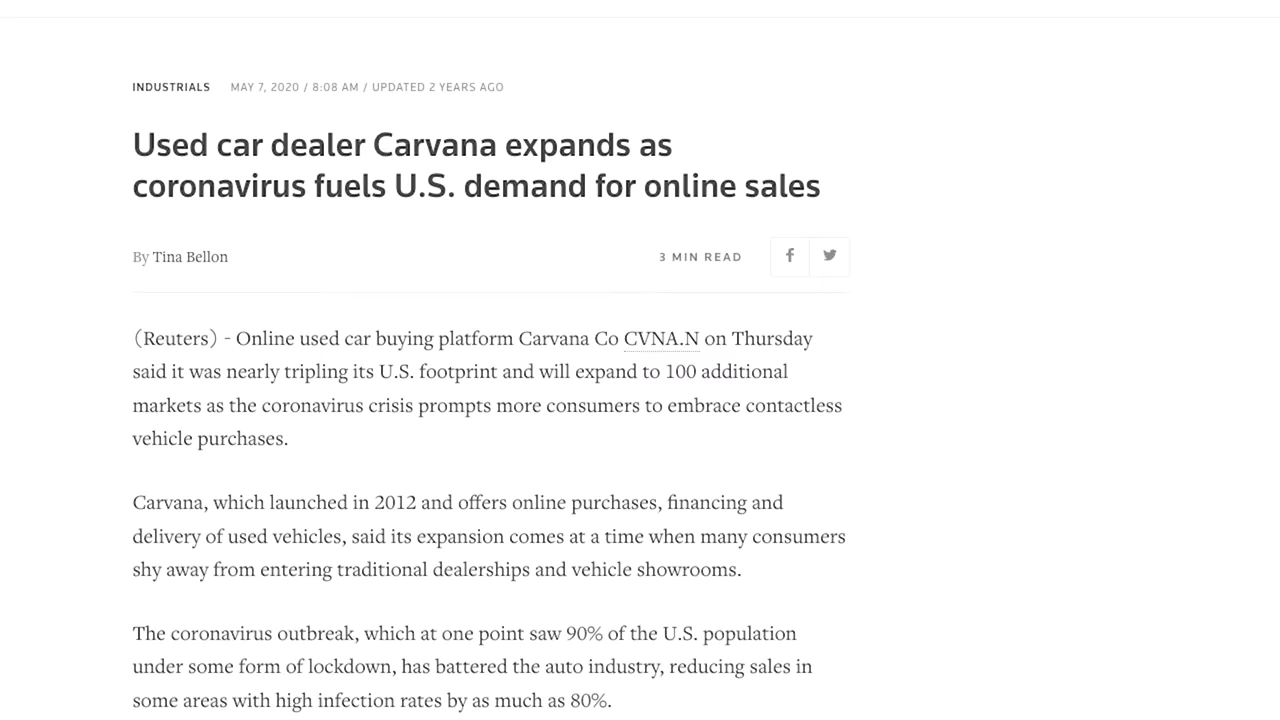 INDUSTRIALS MAY 7, 2020 / 8:08 AM / UPDATED 2 YEARS AGO
Used car dealer Carvana expands as
coronavirus fuels U.S. demand for online sales
By Tina Bellon 3 MIN READ
(Reuters) - Online used car buying platform Carvana Co CVNA.N on Thursday
said it was nearly tripling its U.S. footprint and will expand to 100 additional
markets as the coronavirus crisis prompts more consumers to embrace contactless
vehicle purchases.
Carvana, which launched in 2012 and offers online purchases, financing and
delivery of used vehicles, said its expansion comes at a time when many consumers
shy away from entering traditional dealerships and vehicle showrooms.
The coronavirus outbreak, which at one point saw 90% of the U.S. population
under some form of lockdown, has battered the auto industry, reducing sales in
some areas with high infection rates by as much as 80%.